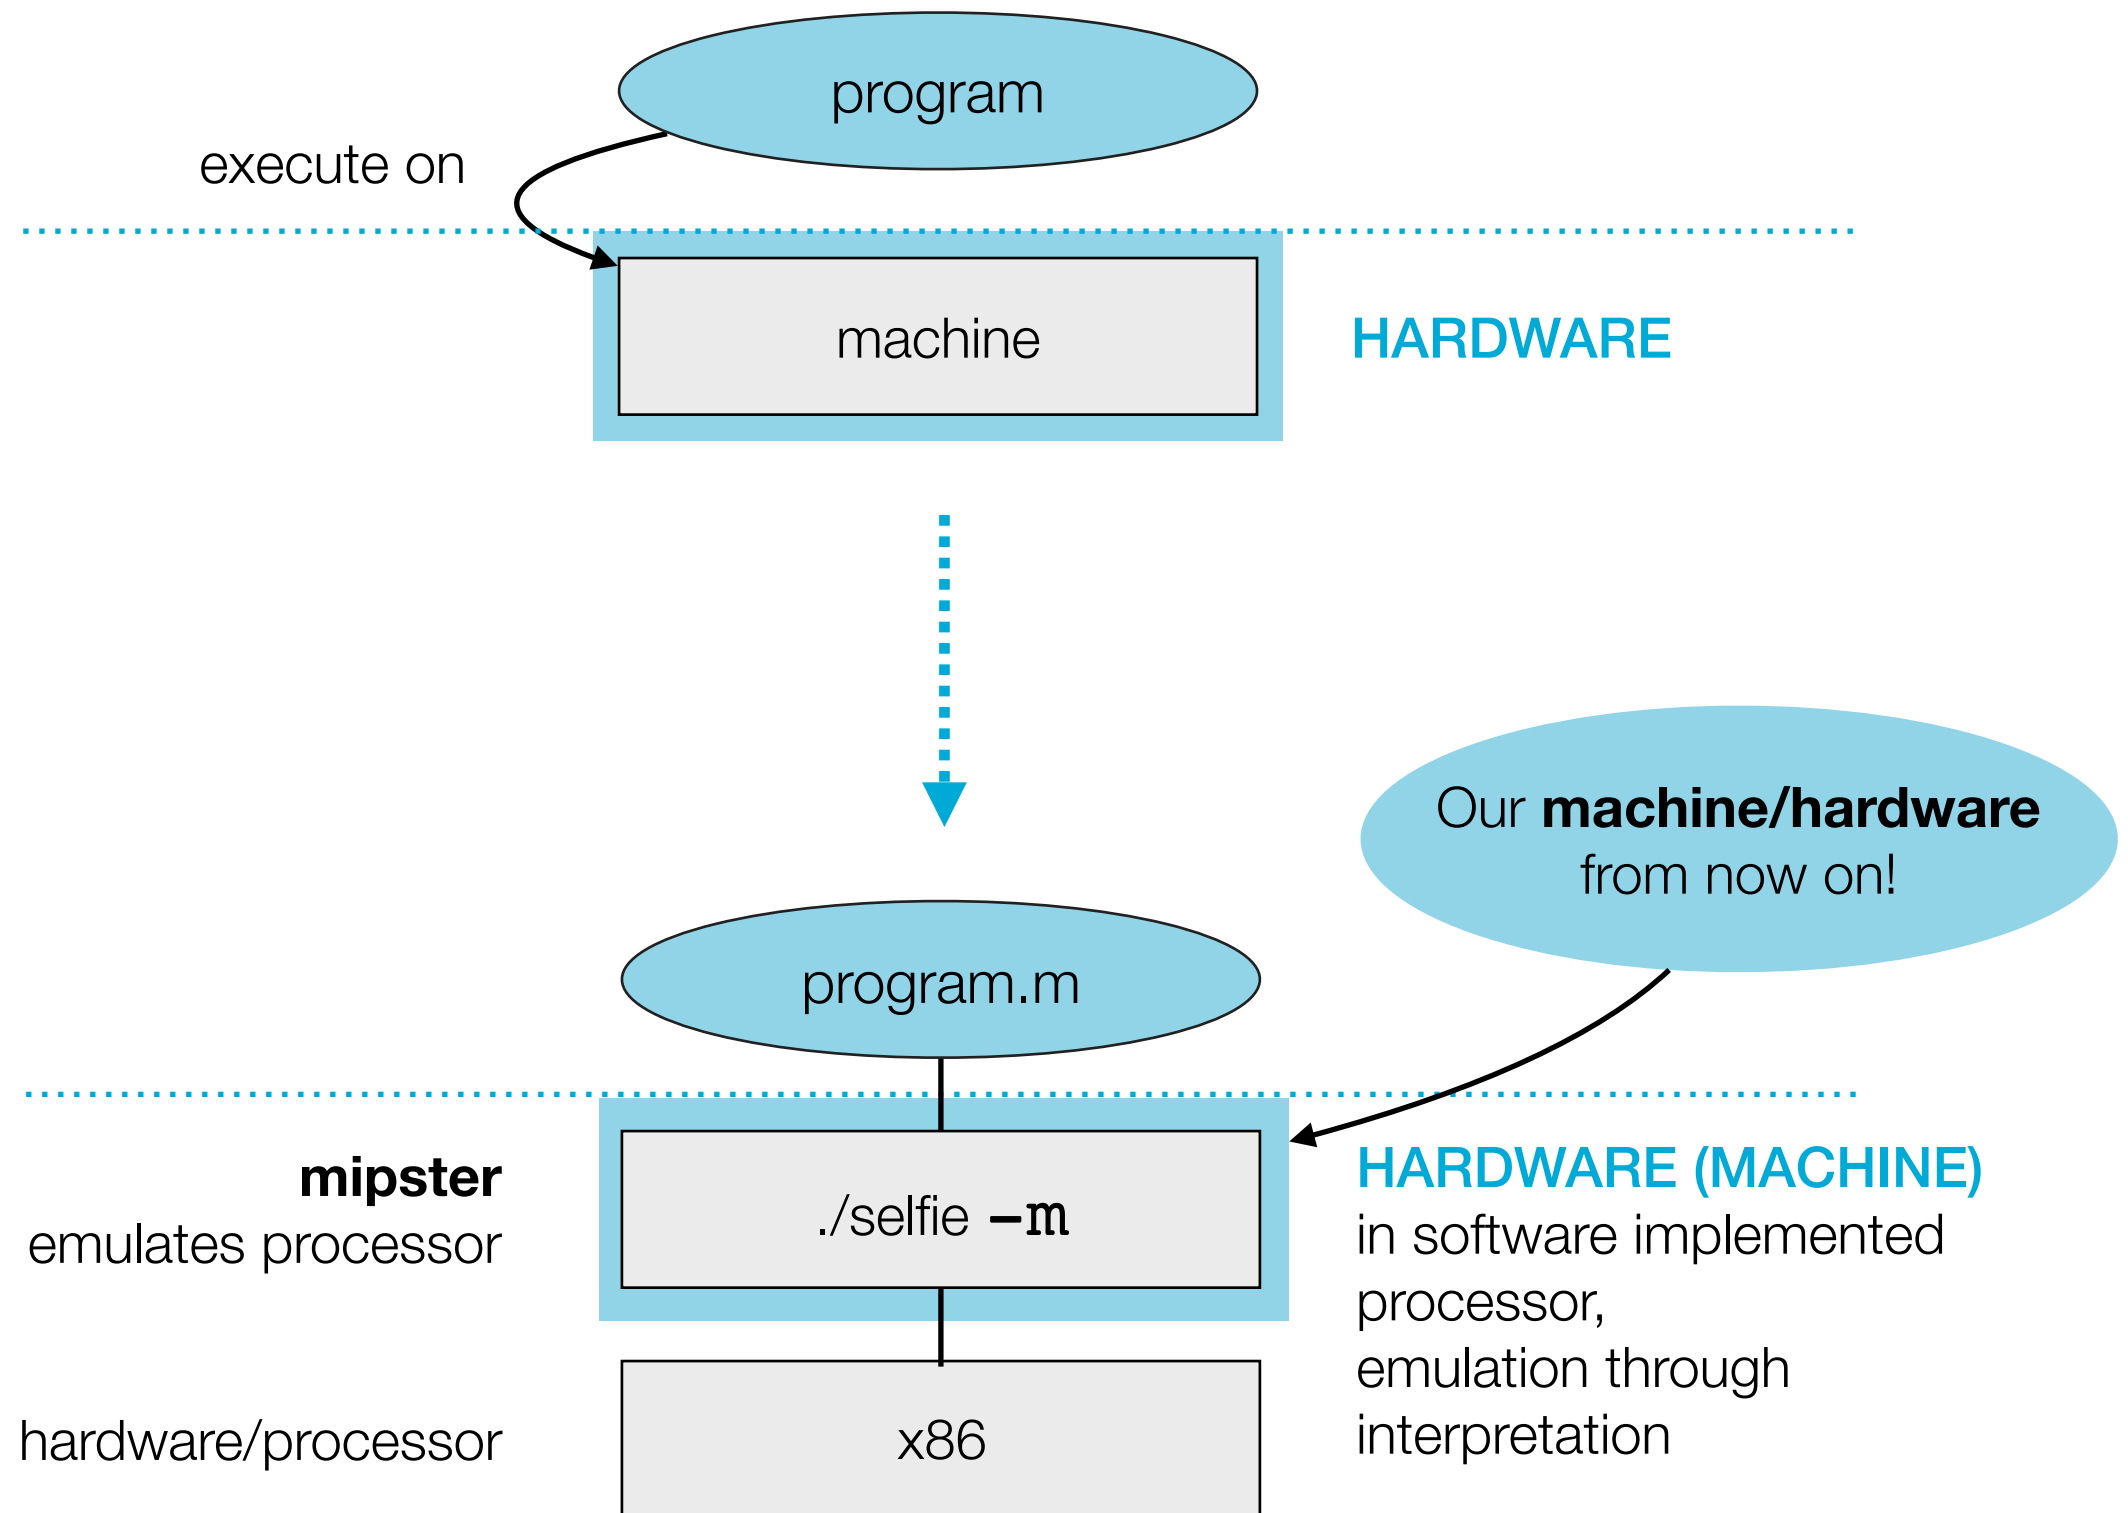 program
execute on
machine
HARDWARE
Our machine/hardware
from now on!
program.m
mipster
emulates processor
./selfie –m
HARDWARE (MACHINE)
in software implemented
processor,
emulation through
interpretation
hardware/processor
x86